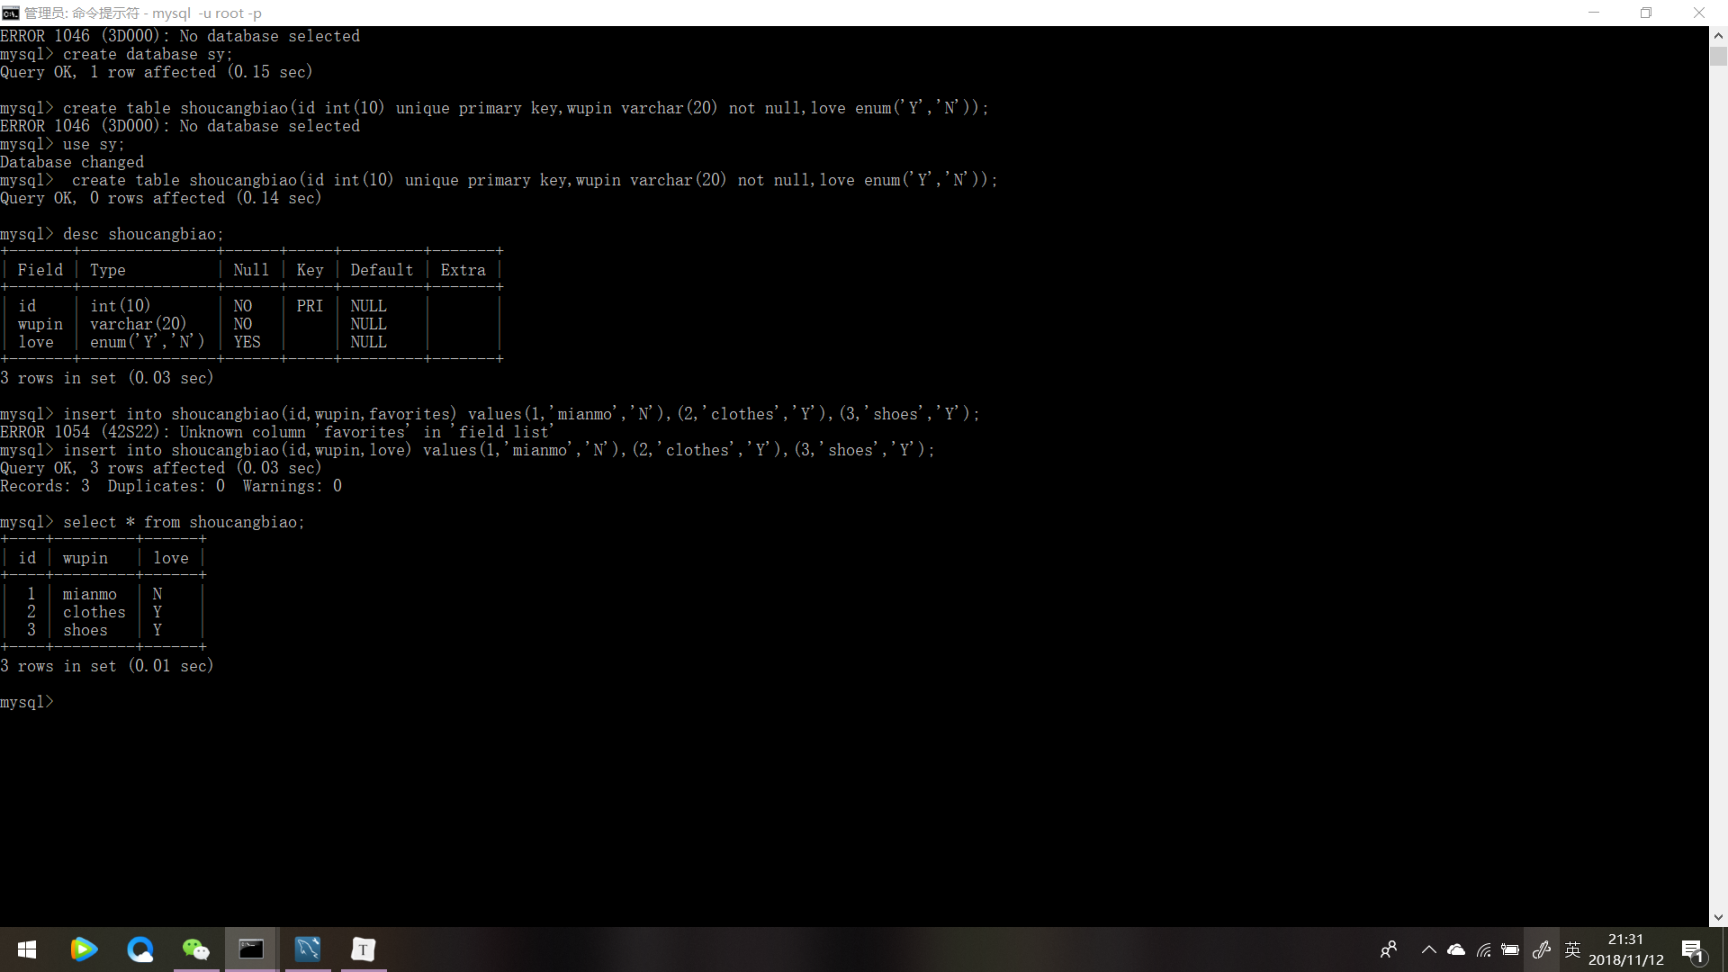 管理员: 命令提示符 - mysql  -u root -p
ERROR 1046 (3D000): No database selected
mysql> create database sy;
Query OK, 1 row affected (0.15 sec)
mysql> create table shoucangbiao(id int(10) unique primary key,wupin varchar(20) not null,love enum('Y','N'));
ERROR 1046 (3D000): No database selected
mysql> use sy;
Database changed
mysql>  create table shoucangbiao(id int(10) unique primary key,wupin varchar(20) not null,love enum('Y','N'));
Query OK, 0 rows affected (0.14 sec)
mysql> desc shoucangbiao;
+-------+---------------+------+-----+---------+-------+
| Field | Type          | Null | Key | Default | Extra |
+-------+---------------+------+-----+---------+-------+
| id    | int(10)       | NO   | PRI | NULL    |       |
| wupin | varchar(20)   | NO   |     | NULL    |       |
| love  | enum('Y','N') | YES  |     | NULL    |       |
+-------+---------------+------+-----+---------+-------+
3 rows in set (0.03 sec)
mysql> insert into shoucangbiao(id,wupin,favorites) values(1,'mianmo','N'),(2,'clothes','Y'),(3,'shoes','Y');
ERROR 1054 (42S22): Unknown column 'favorites' in 'field list'
mysql> insert into shoucangbiao(id,wupin,love) values(1,'mianmo','N'),(2,'clothes','Y'),(3,'shoes','Y');
Query OK, 3 rows affected (0.03 sec)
Records: 3  Duplicates: 0  Warnings: 0
mysql> select * from shoucangbiao;
+----+---------+------+
| id | wupin   | love |
+----+---------+------+
|  1 | mianmo  | N    |
|  2 | clothes | Y    |
|  3 | shoes   | Y    |
+----+---------+------+
3 rows in set (0.01 sec)
mysql>
T
英
21:31
2018/11/12
1